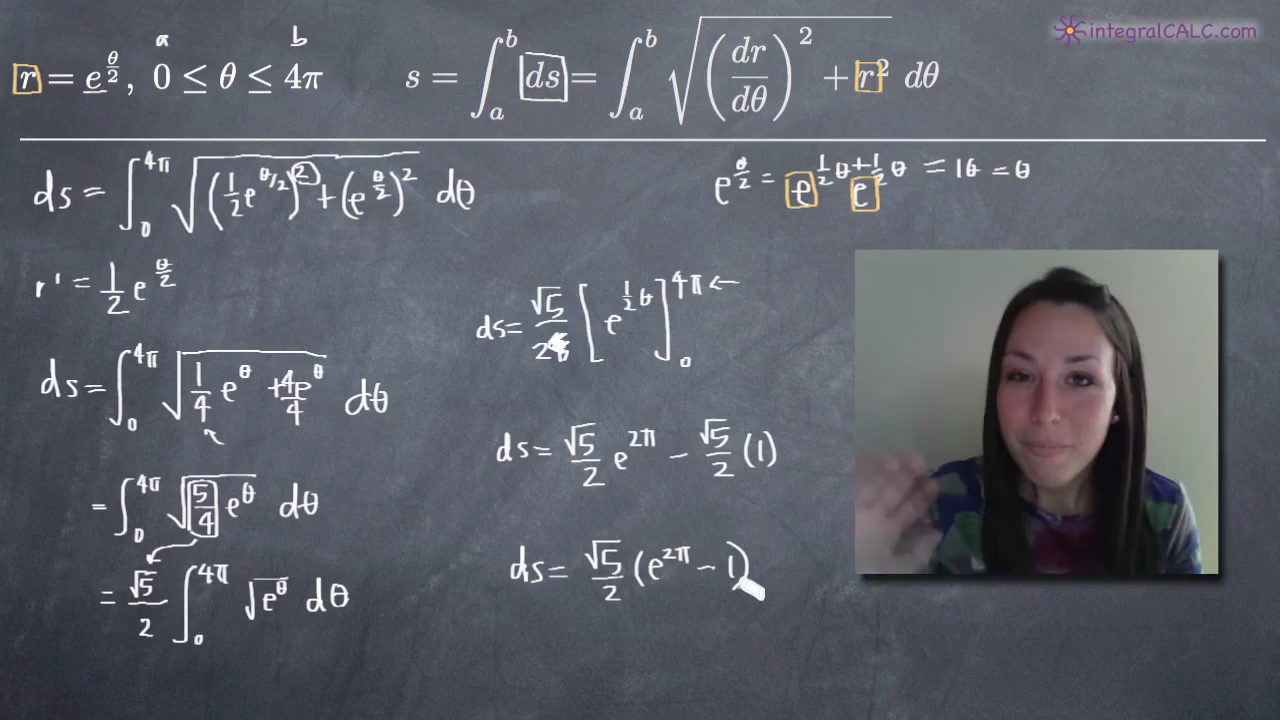 integralCALC.com
a b
r = e^{θ/2}, 0 ≤ θ ≤ 4π s = ∫_a^b ds = ∫_a^b √((dr/dθ)^2 + r^2) dθ
ds = ∫_0^{4π} √((1/2 e^{θ/2})^2 + (e^{θ/2})^2) dθ
r' = 1/2 e^{θ/2}
ds = ∫_0^{4π} √(1/4 e^θ + 4e^θ/4) dθ
= ∫_0^{4π} √(5/4 e^θ) dθ
= √5/2 ∫_0^{4π} √(e^θ) dθ
e^{θ/2} = e^{1/2 θ} + e^{1/2 θ} = 1θ = θ
ds = √5/2 [e^{1/2 θ}]_0^{4π} ←
ds = √5/2 e^{2π} − √5/2 (1)
ds = √5/2 (e^{2π} − 1)